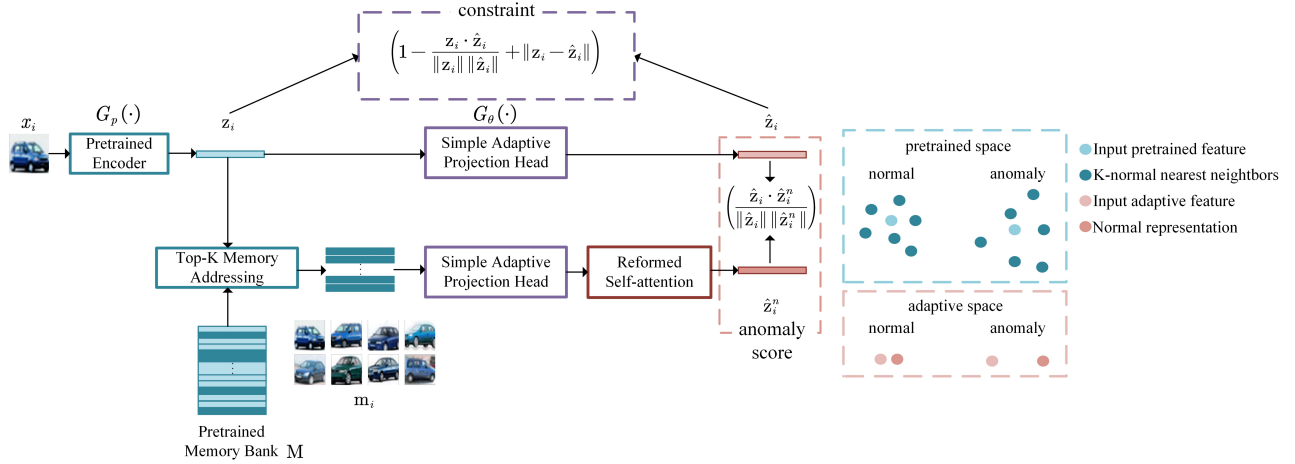 constraint
(1 − z_i · ẑ_i / ‖z_i‖ ‖ẑ_i‖ + ‖z_i − ẑ_i‖)
x_i
G_p(·)
z_i
G_θ(·)
ẑ_i
Pretrained
Encoder
Simple Adaptive
Projection Head
(ẑ_i · ẑ_i^n / ‖ẑ_i‖ ‖ẑ_i^n‖)
Top-K Memory
Addressing
Simple Adaptive
Projection Head
Reformed
Self-attention
ẑ_i^n
anomaly
score
m_i
Pretrained
Memory Bank M
pretrained space
normal anomaly
adaptive space
normal anomaly
Input pretrained feature
K-normal nearest neighbors
Input adaptive feature
Normal representation